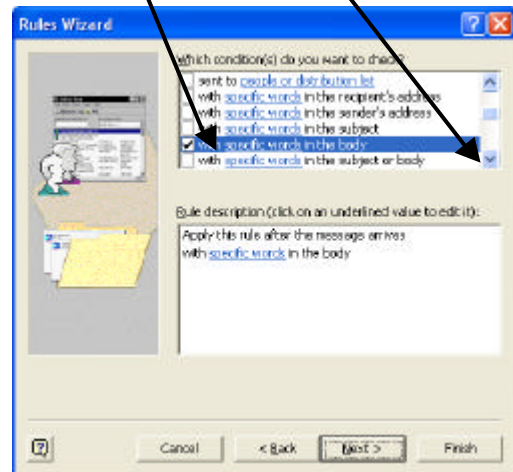 Rules Wizard
Which condition(s) do you want to check?
sent to people or distribution list
with specific words in the recipient's address
with specific words in the sender's address
with specific words in the subject
with specific words in the body
with specific words in the subject or body
Rule description (click on an underlined value to edit it):
Apply this rule after the message arrives
with specific words in the body
Cancel
< Back
Next >
Finish